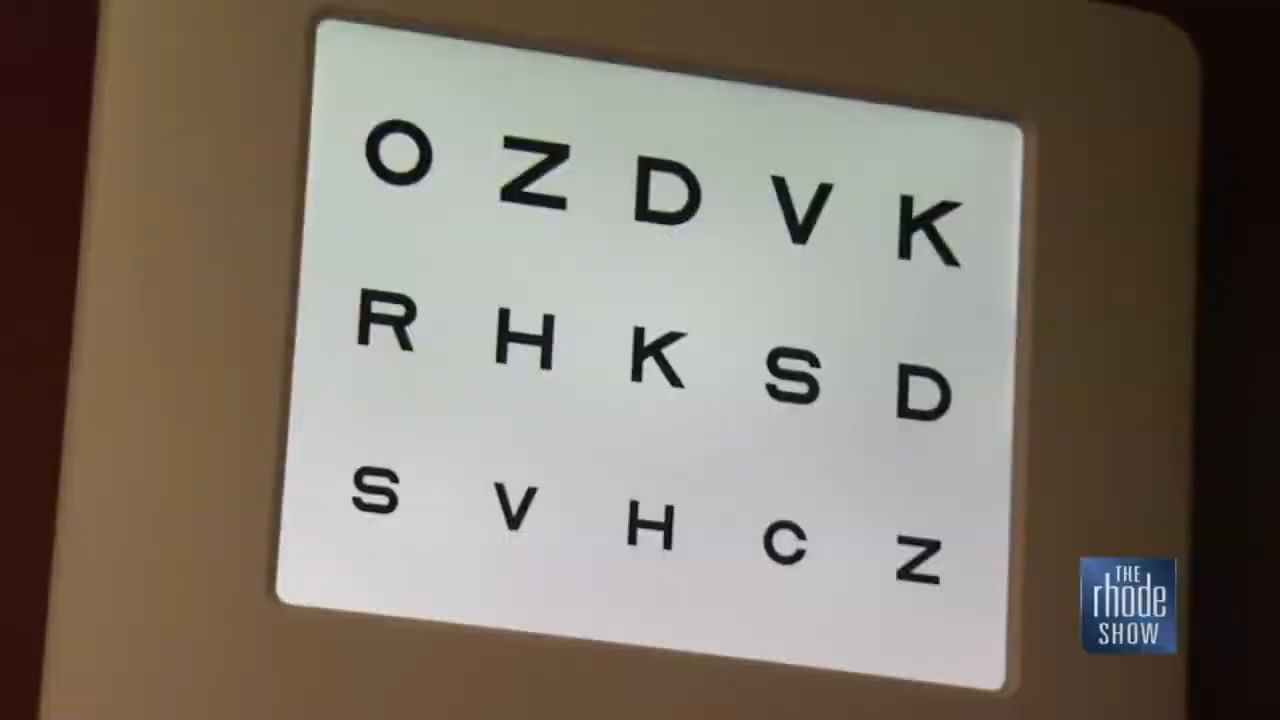 O Z D V K
R H K S D
S V H C Z
THE
rhode
SHOW